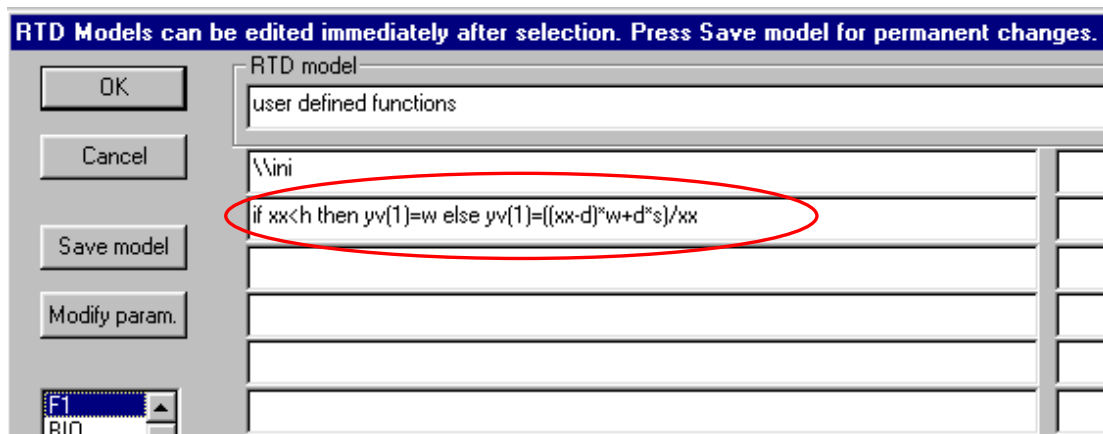 RTD Models can be edited immediately after selection. Press Save model for permanent changes.
RTD model
OK
user defined functions
Cancel
\\ini
if xx<h then yv(1)=w else yv(1)=((xx-d)*w+d*s)/xx
Save model
Modify param.
F1
BIO